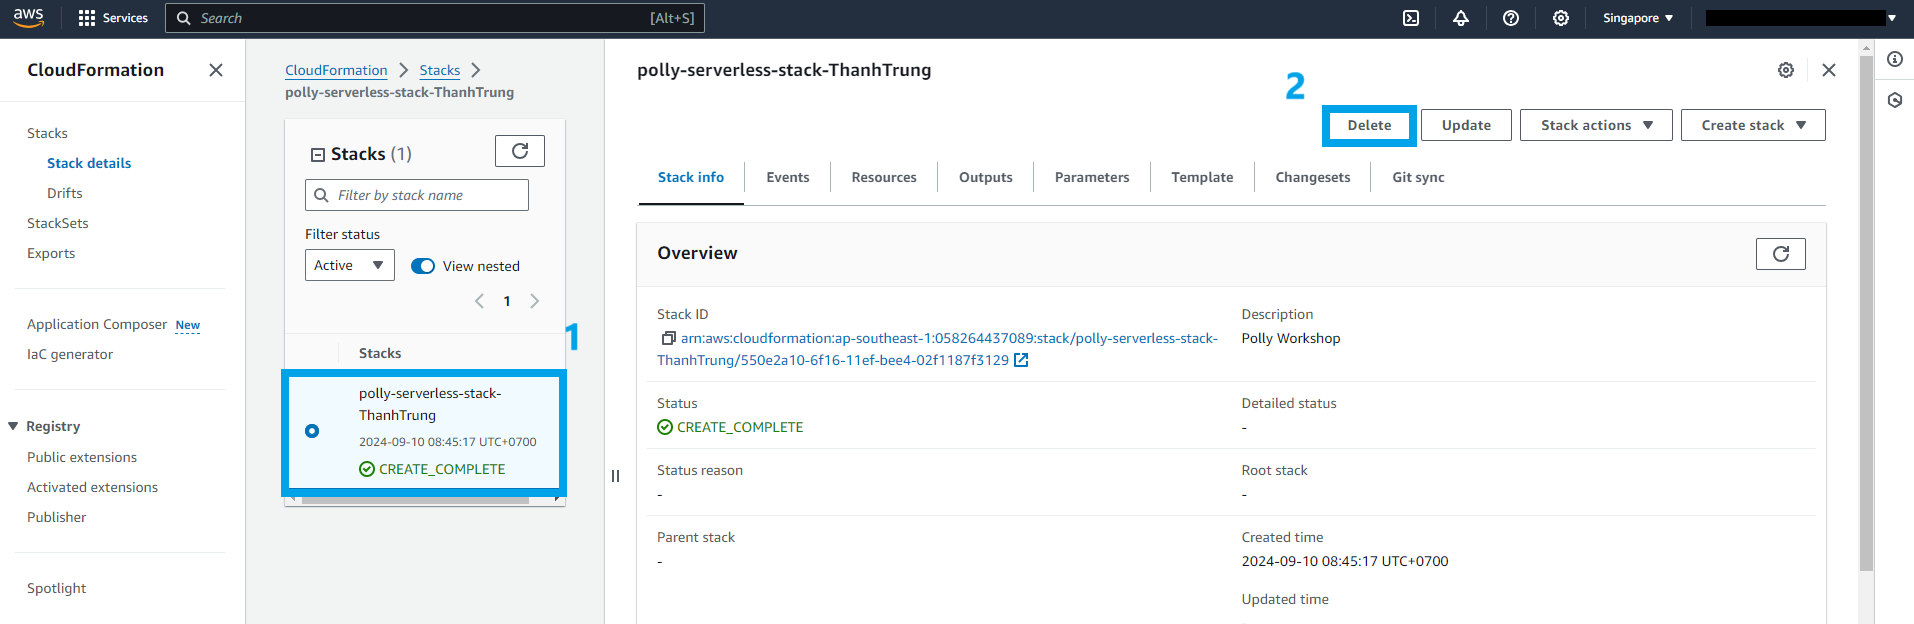 aws
Services
Search
[Alt+S]
Singapore
CloudFormation
Stacks
Stack details
Drifts
StackSets
Exports
Application Composer New
IaC generator
Registry
Public extensions
Activated extensions
Publisher
Spotlight
CloudFormation
Stacks
polly-serverless-stack-ThanhTrung
Stacks (1)
Filter by stack name
Filter status
Active
View nested
1
1
Stacks
polly-serverless-stack-
ThanhTrung
2024-09-10 08:45:17 UTC+0700
CREATE_COMPLETE
polly-serverless-stack-ThanhTrung
2
Delete
Update
Stack actions
Create stack
Stack info
Events
Resources
Outputs
Parameters
Template
Changesets
Git sync
Overview
Stack ID
arn:aws:cloudformation:ap-southeast-1:058264437089:stack/polly-serverless-stack-
ThanhTrung/550e2a10-6f16-11ef-bee4-02f1187f3129
Description
Polly Workshop
Status
CREATE_COMPLETE
Detailed status
-
Status reason
-
Root stack
-
Parent stack
-
Created time
2024-09-10 08:45:17 UTC+0700
Updated time